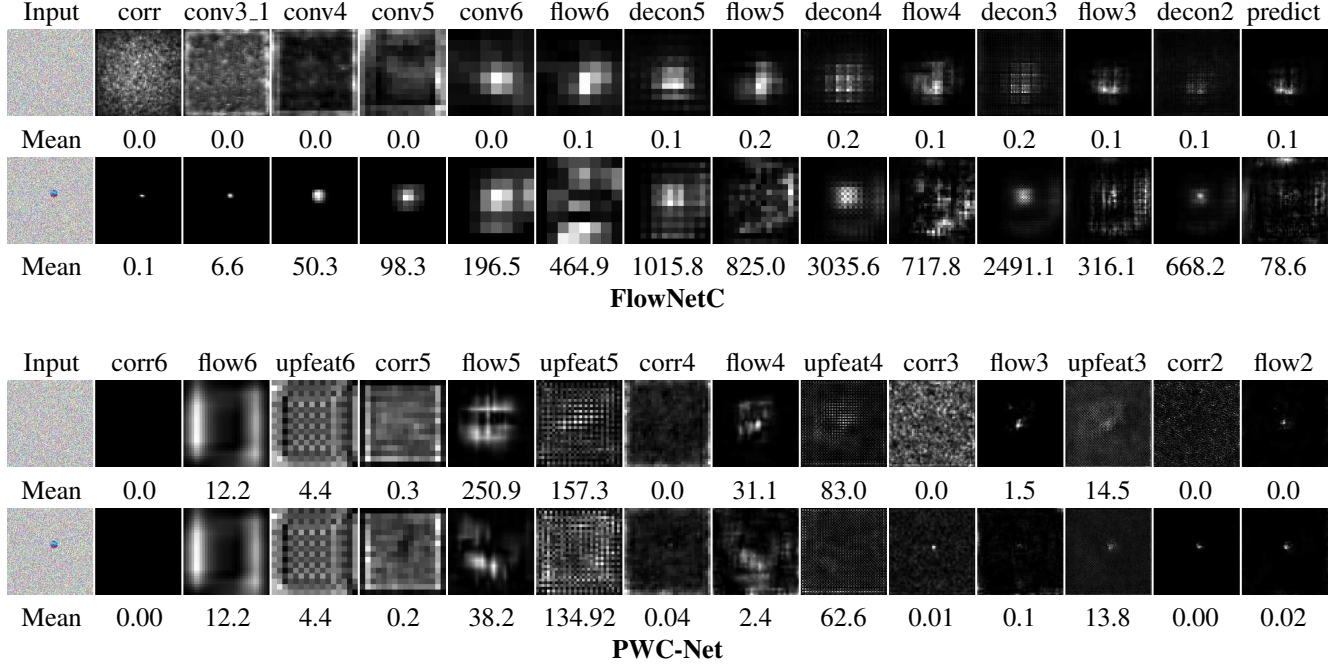 Input corr conv3_1 conv4 conv5 conv6 flow6 decon5 flow5 decon4 flow4 decon3 flow3 decon2 predict
Mean 0.0 0.0 0.0 0.0 0.0 0.1 0.1 0.2 0.2 0.1 0.2 0.1 0.1 0.1
Mean 0.1 6.6 50.3 98.3 196.5 464.9 1015.8 825.0 3035.6 717.8 2491.1 316.1 668.2 78.6
FlowNetC
Input corr6 flow6 upfeat6 corr5 flow5 upfeat5 corr4 flow4 upfeat4 corr3 flow3 upfeat3 corr2 flow2
Mean 0.0 12.2 4.4 0.3 250.9 157.3 0.0 31.1 83.0 0.0 1.5 14.5 0.0 0.0
Mean 0.00 12.2 4.4 0.2 38.2 134.92 0.04 2.4 62.6 0.01 0.1 13.8 0.00 0.02
PWC-Net